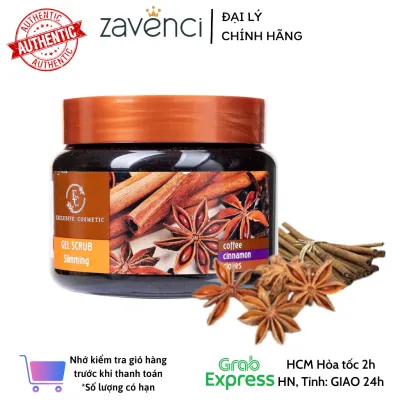 AUTHENTIC
AUTHENTIC
AUTHENTIC
ZAVENCI
ĐẠI LÝ
CHÍNH HÃNG
EXCLUSIVE COSMETIC
GEL SCRUB
Slimming
coffee
cinnamon
Nhớ kiểm tra giỏ hàng
trước khi thanh toán
*Số lượng có hạn
Grab
Express
HCM Hỏa tốc 2h
HN, Tỉnh: GIAO 24h